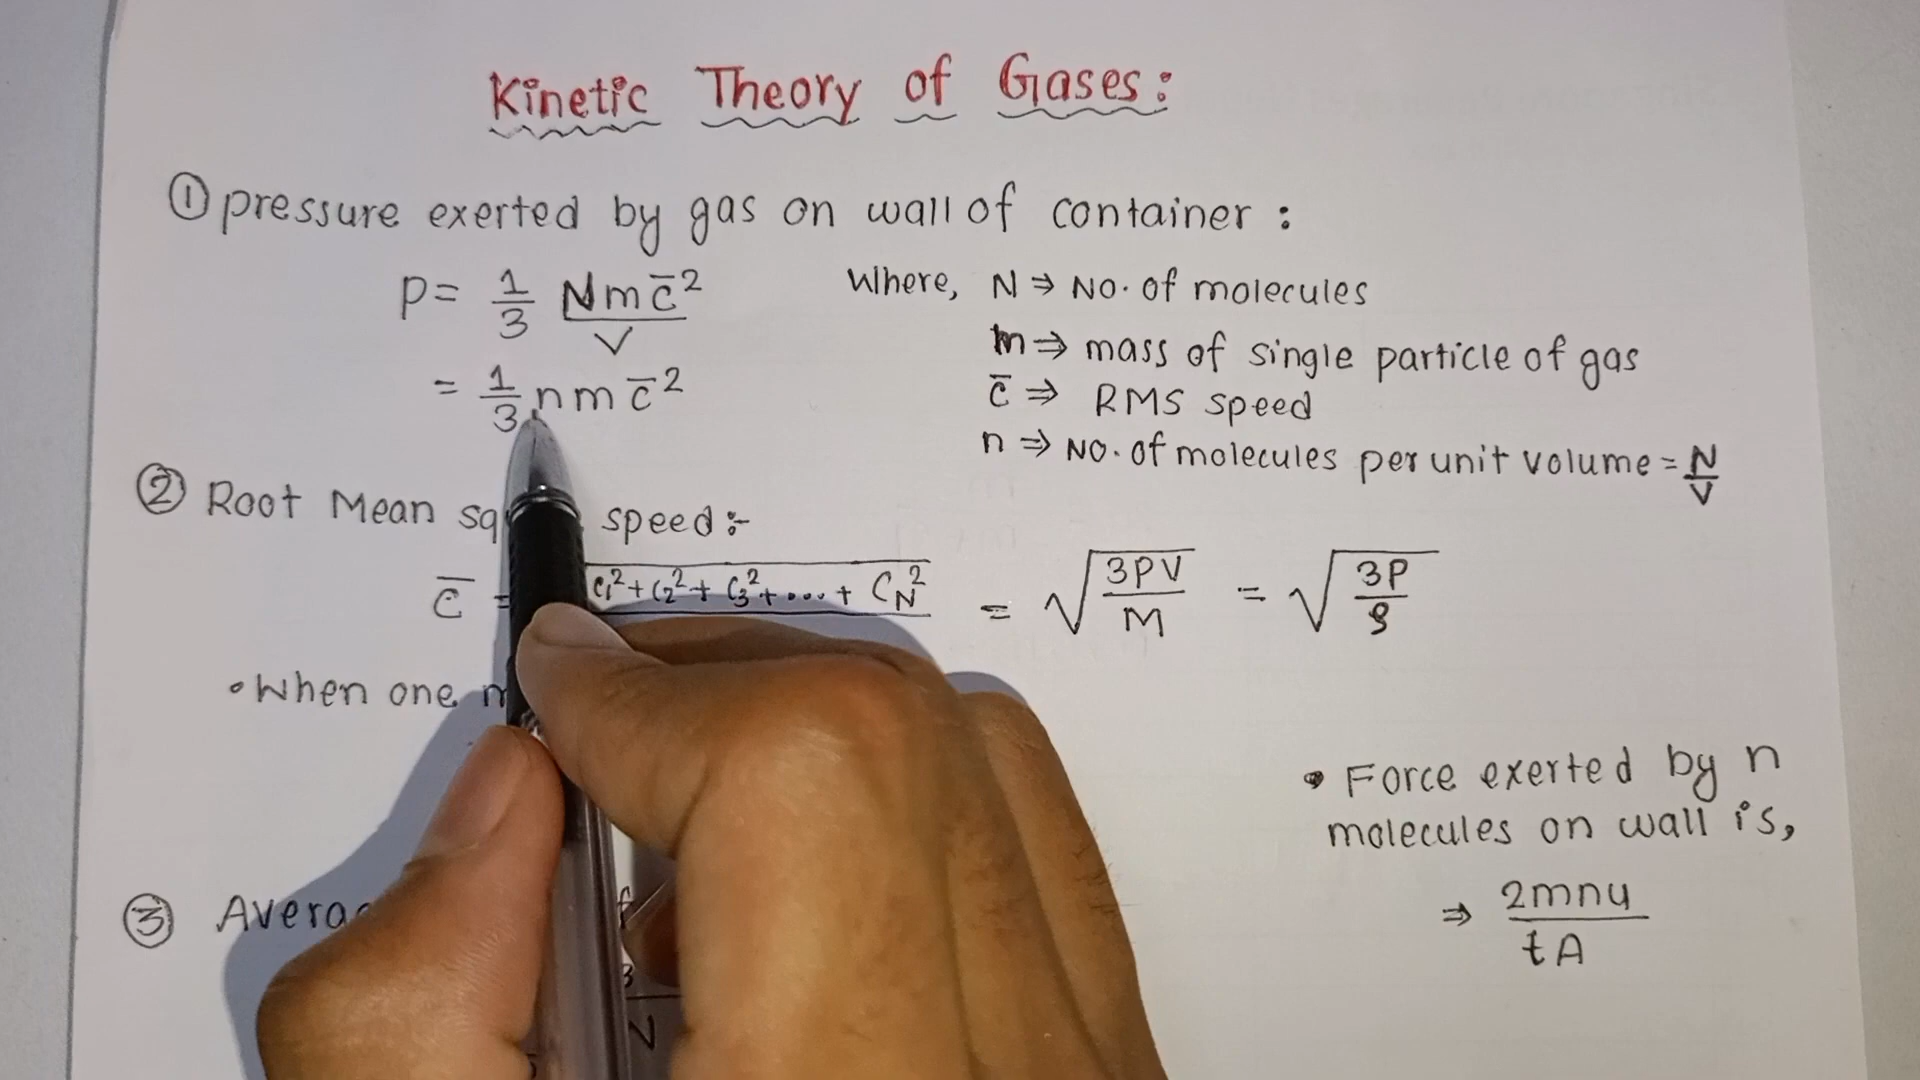 Kinetic Theory of Gases:
① pressure exerted by gas on wall of container :
P = 1/3 Nmc̄²/V
Where, N ⇒ No. of molecules
m ⇒ mass of single particle of gas
= 1/3 nmc̄²
c̄ ⇒ RMS speed
n ⇒ No. of molecules per unit volume = N/V
② Root Mean speed :-
c̄ = C₁² + C₂² + C₃² + .... + C_N² = √(3PV/M) = √(3P/ρ)
• When one
• Force exerted by n
molecules on wall is,
⇒ 2mnu/tA
③